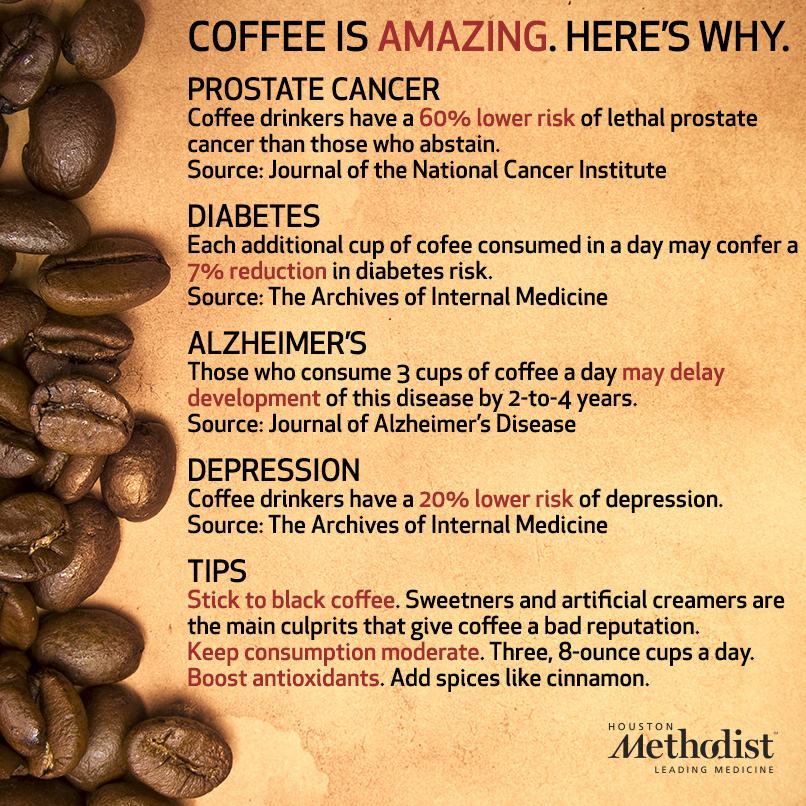 COFFEE IS AMAZING. HERE'S WHY.
PROSTATE CANCER
Coffee drinkers have a 60% lower risk of lethal prostate
cancer than those who abstain.
Source: Journal of the National Cancer Institute
DIABETES
Each additional cup of cofee consumed in a day may confer a
7% reduction in diabetes risk.
Source: The Archives of Internal Medicine
ALZHEIMER'S
Those who consume 3 cups of coffee a day may delay
development of this disease by 2-to-4 years.
Source: Journal of Alzheimer's Disease
DEPRESSION
Coffee drinkers have a 20% lower risk of depression.
Source: The Archives of Internal Medicine
TIPS
Stick to black coffee. Sweetners and artificial creamers are
the main culprits that give coffee a bad reputation.
Keep consumption moderate. Three, 8-ounce cups a day.
Boost antioxidants. Add spices like cinnamon.
HOUSTON
Methodist
LEADING MEDICINE